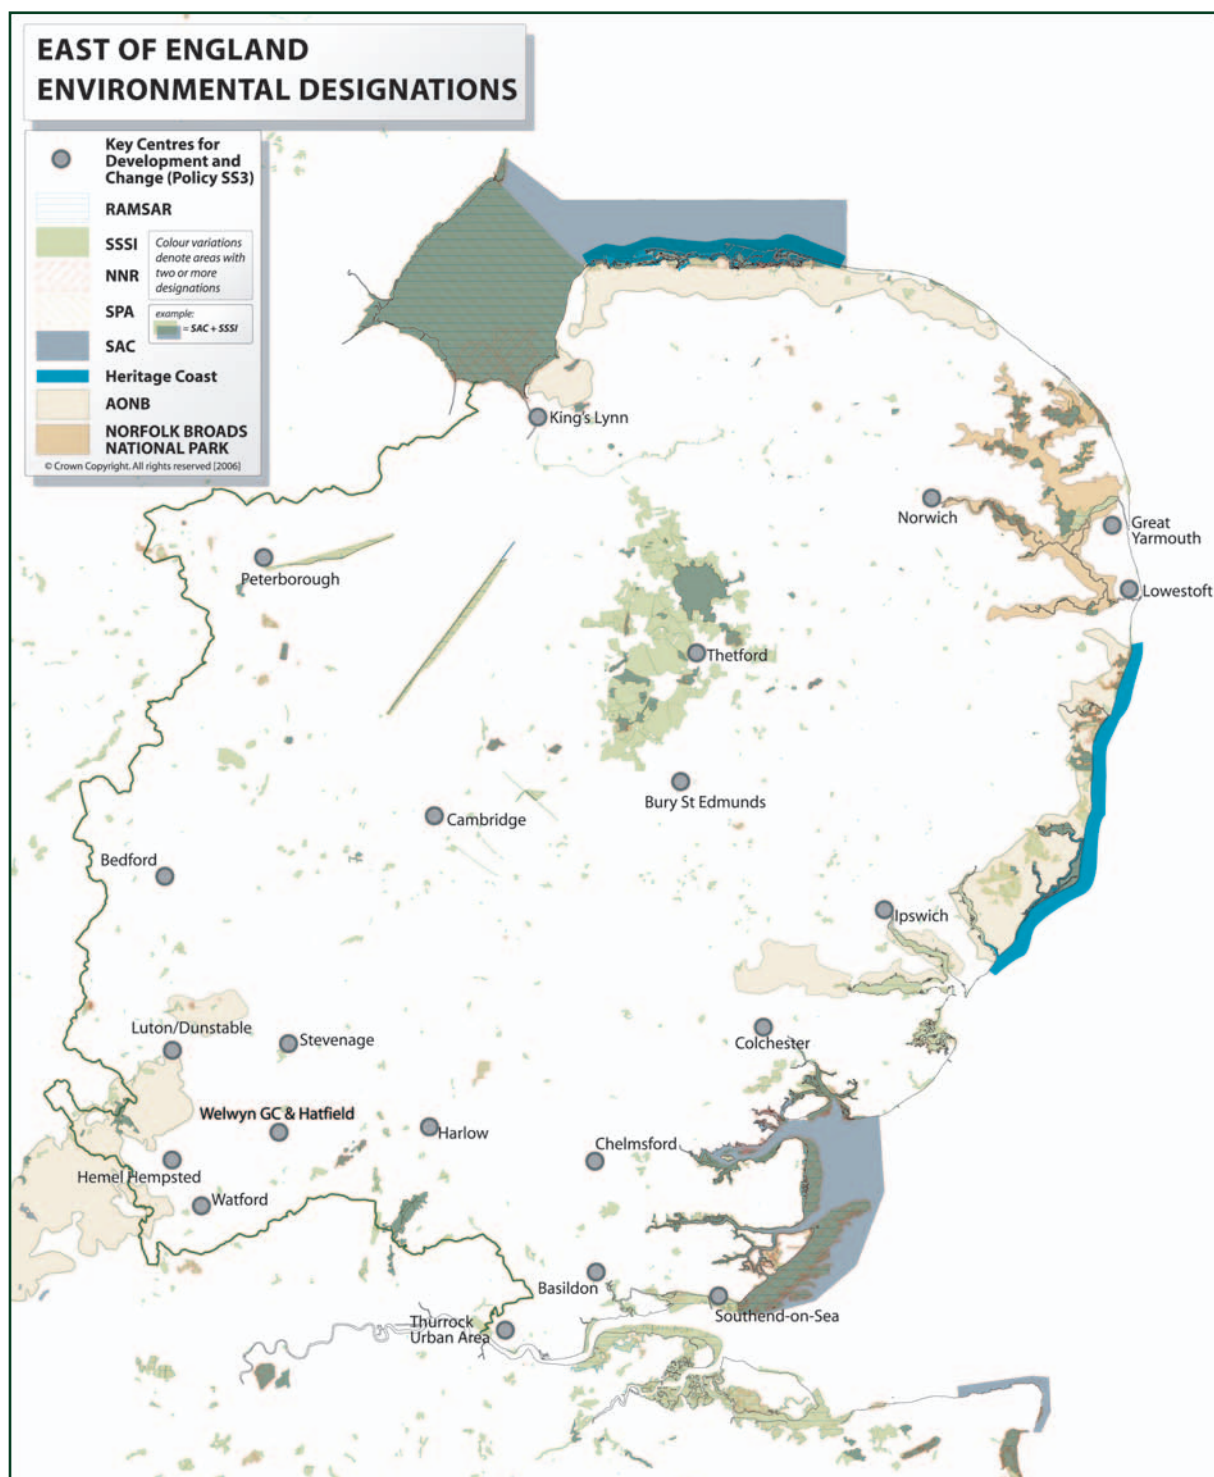 EAST OF ENGLAND
ENVIRONMENTAL DESIGNATIONS
Key Centres for
Development and
Change (Policy SS3)
RAMSAR
SSSI
NNR
SPA
SAC
Colour variations
denote areas with
two or more
designations
example:
= SAC + SSSI
Heritage Coast
AONB
NORFOLK BROADS
NATIONAL PARK
© Crown Copyright. All rights reserved [2006]
King's Lynn
Norwich
Great
Yarmouth
Peterborough
Lowestoft
Thetford
Bury St Edmunds
Cambridge
Bedford
Ipswich
Luton/Dunstable
Stevenage
Colchester
Welwyn GC & Hatfield
Harlow
Chelmsford
Hemel Hempsted
Watford
Basildon
Southend-on-Sea
Thurrock
Urban Area